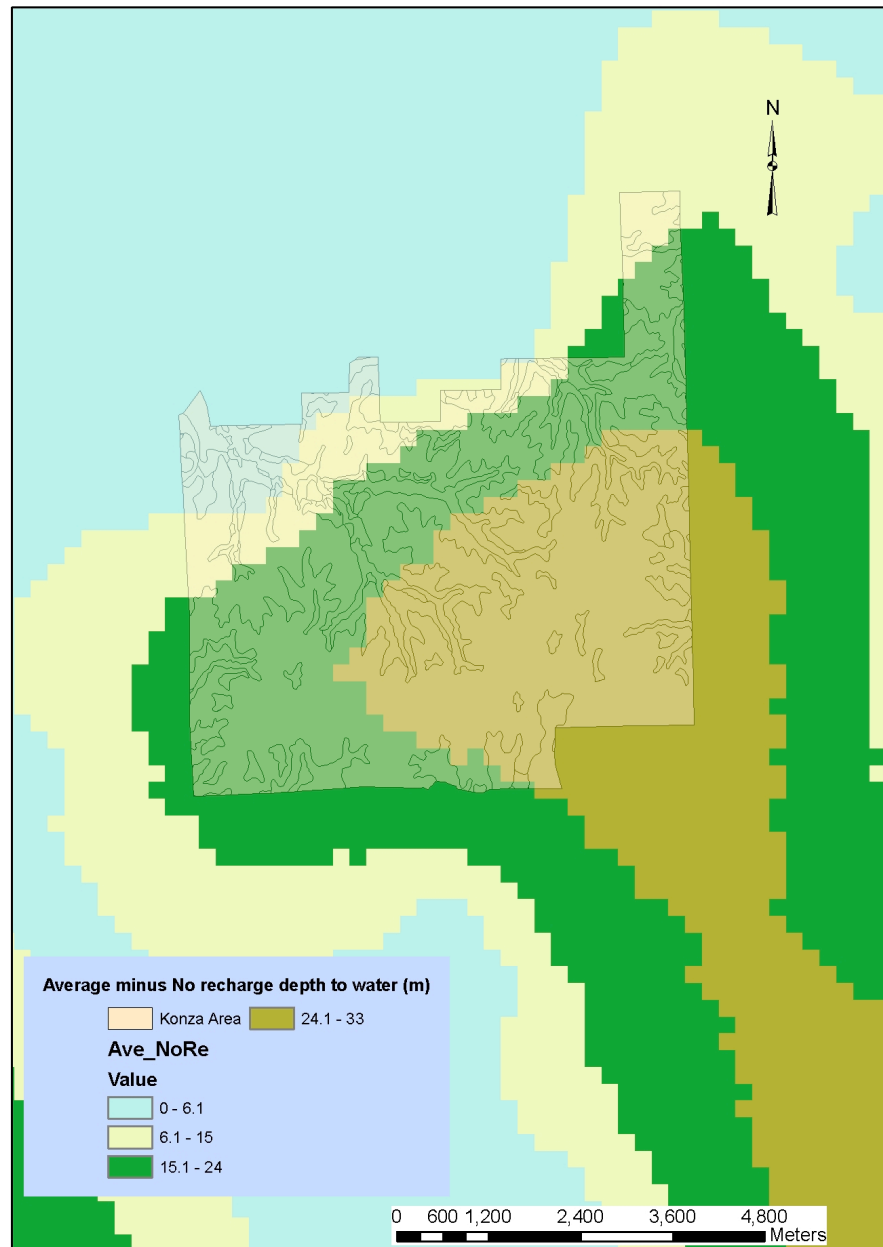 N
Average minus No recharge depth to water (m)
Konza Area 24.1 - 33
Ave_NoRe
Value
0 - 6.1
6.1 - 15
15.1 - 24
0 600 1,200 2,400 3,600 4,800
Meters